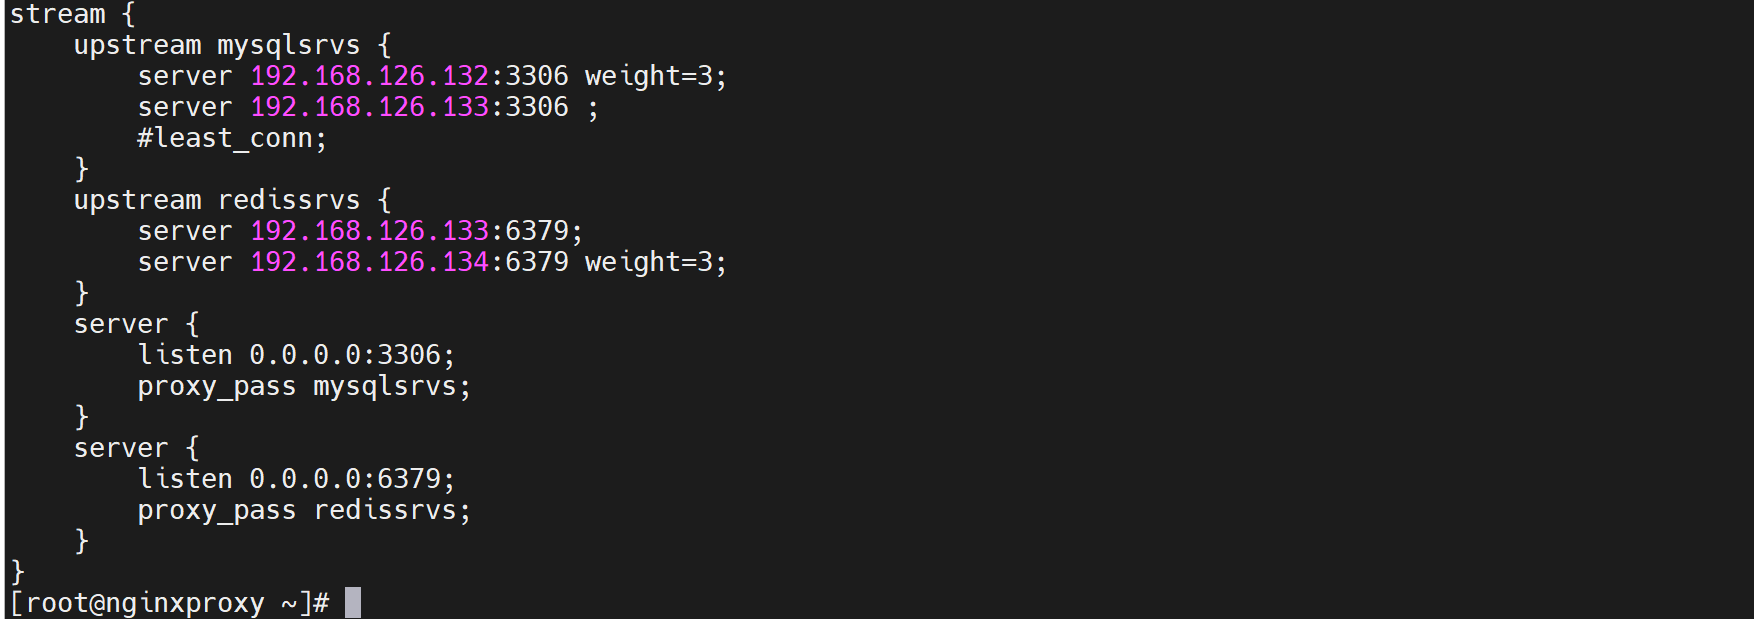 stream {
    upstream mysqlsrvs {
        server 192.168.126.132:3306 weight=3;
        server 192.168.126.133:3306 ;
        #least_conn;
    }
    upstream redissrvs {
        server 192.168.126.133:6379;
        server 192.168.126.134:6379 weight=3;
    }
    server {
        listen 0.0.0.0:3306;
        proxy_pass mysqlsrvs;
    }
    server {
        listen 0.0.0.0:6379;
        proxy_pass redissrvs;
    }
}
[root@nginxproxy ~]#